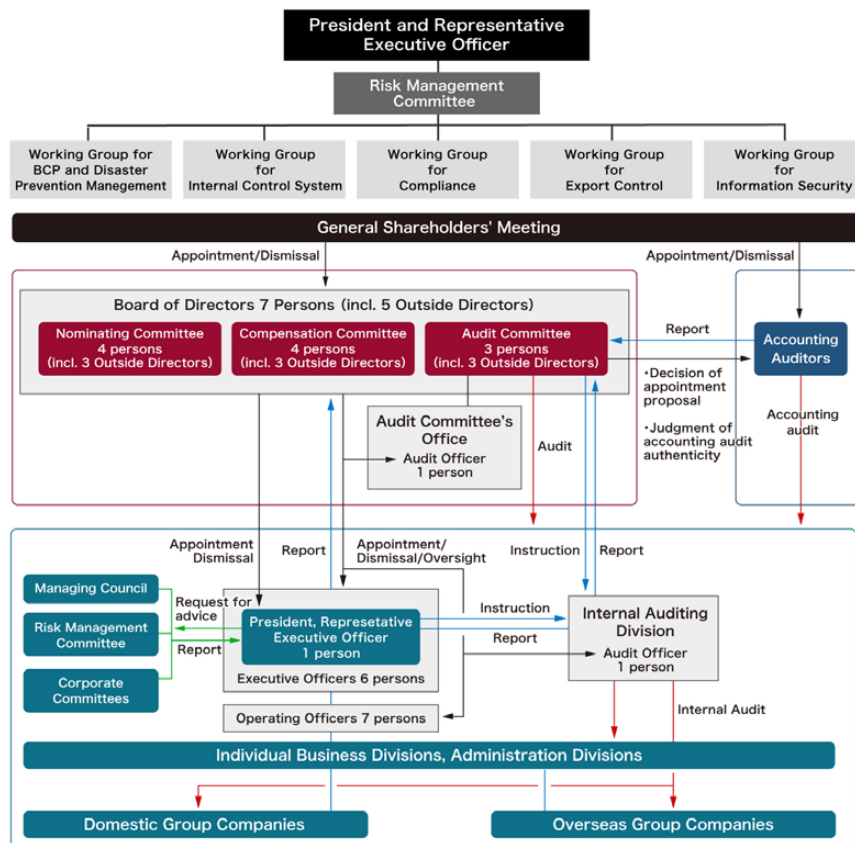 President and Representative
Executive Officer
Risk Management
Committee
Working Group for
BCP and Disaster
Prevention Menagement
Working Group
for
Internal Control System
Working Group
for
Compliance
Working Group
for
Export Control
Working Group
for
Information Security
General Shareholders' Meeting
Appointment/Dismissal
Appointment/Dismissal
Board of Directors 7 Persons (incl. 5 Outside Directors)
Nominating Committee
4 persons
(incl. 3 Outside Directors)
Compensation Committee
4 persons
(incl. 3 Outside Directors)
Audit Committee
3 persons
(incl. 3 Outside Directors)
Report
Accounting
Auditors
・Decision of
appointment
proposal
・Judgment of
accounting audit
authenticity
Accounting
audit
Audit Committee's
Office
Audit Officer
1 person
Audit
Appointment
Dismissal
Report
Appointment/
Dismissal/Oversight
Instruction
Report
Managing Council
Risk Management
Committee
Corporate
Committees
Request for
advice
Report
President, Represetative
Executive Officer
1 person
Executive Officers 6 persons
Instruction
Report
Internal Auditing
Division
Audit Officer
1 person
Operating Officers 7 persons
Internal Audit
Individual Business Divisions, Administration Divisions
Domestic Group Companies
Overseas Group Companies